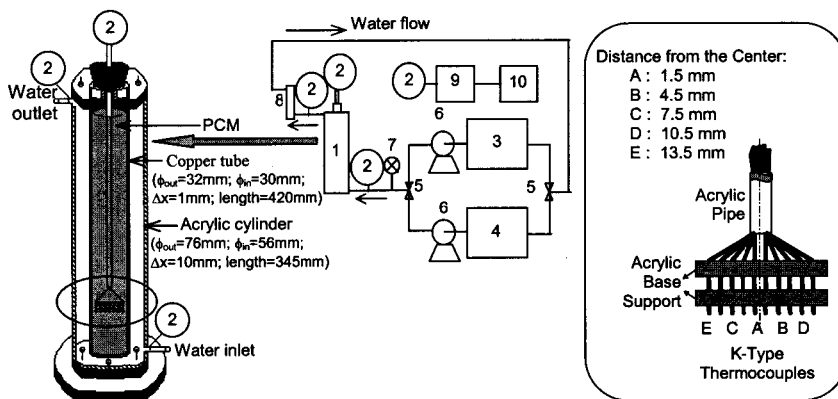 2
2
Water
outlet
PCM
Copper tube
(ϕout=32mm; ϕin=30mm;
Δx=1mm; length=420mm)
Acrylic cylinder
(ϕout=76mm; ϕin=56mm;
Δx=10mm; length=345mm)
2
Water inlet
Water flow
8
2
2
1
2
7
5
6
3
6
4
5
2
9
10
Distance from the Center:
A : 1.5 mm
B : 4.5 mm
C : 7.5 mm
D : 10.5 mm
E : 13.5 mm
Acrylic
Pipe
Acrylic
Base
Support
E C A B D
K-Type
Thermocouples